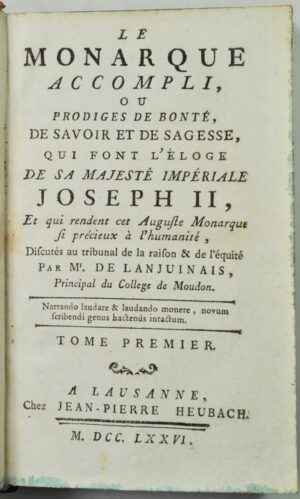 LE
MONARQUE
ACCOMPLI,
OU
PRODIGES DE BONTÉ,
DE SAVOIR ET DE SAGESSE,
QUI FONT L'ÉLOGE
DE SA MAJESTÉ IMPÉRIALE
JOSEPH II,
Et qui rendent cet Auguste Monarque
si précieux à l'humanité,
Discutés au tribunal de la raison & de l'équité
PAR Mr. DE LANJUINAIS,
Principal du College de Moudon.
Narrando laudare & laudando monere, novum
scribendi genus hactenus intactum.
TOME PREMIER.
A LAUSANNE,
Chez JEAN-PIERRE HEUBACH.
M. DCC. LXXVI.